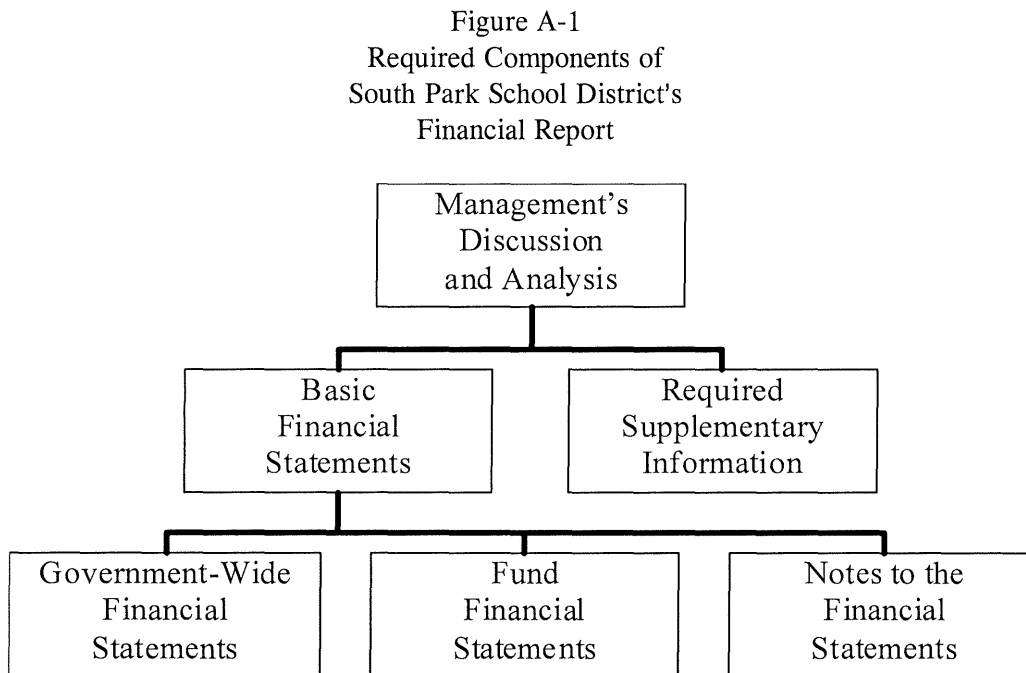 Figure A-1
Required Components of
South Park School District's
Financial Report
Management’s
Discussion
and Analysis
Basic
Financial
Statements
Required
Supplementary
Information
Government-Wide
Financial
Statements
Fund
Financial
Statements
Notes to the
Financial
Statements